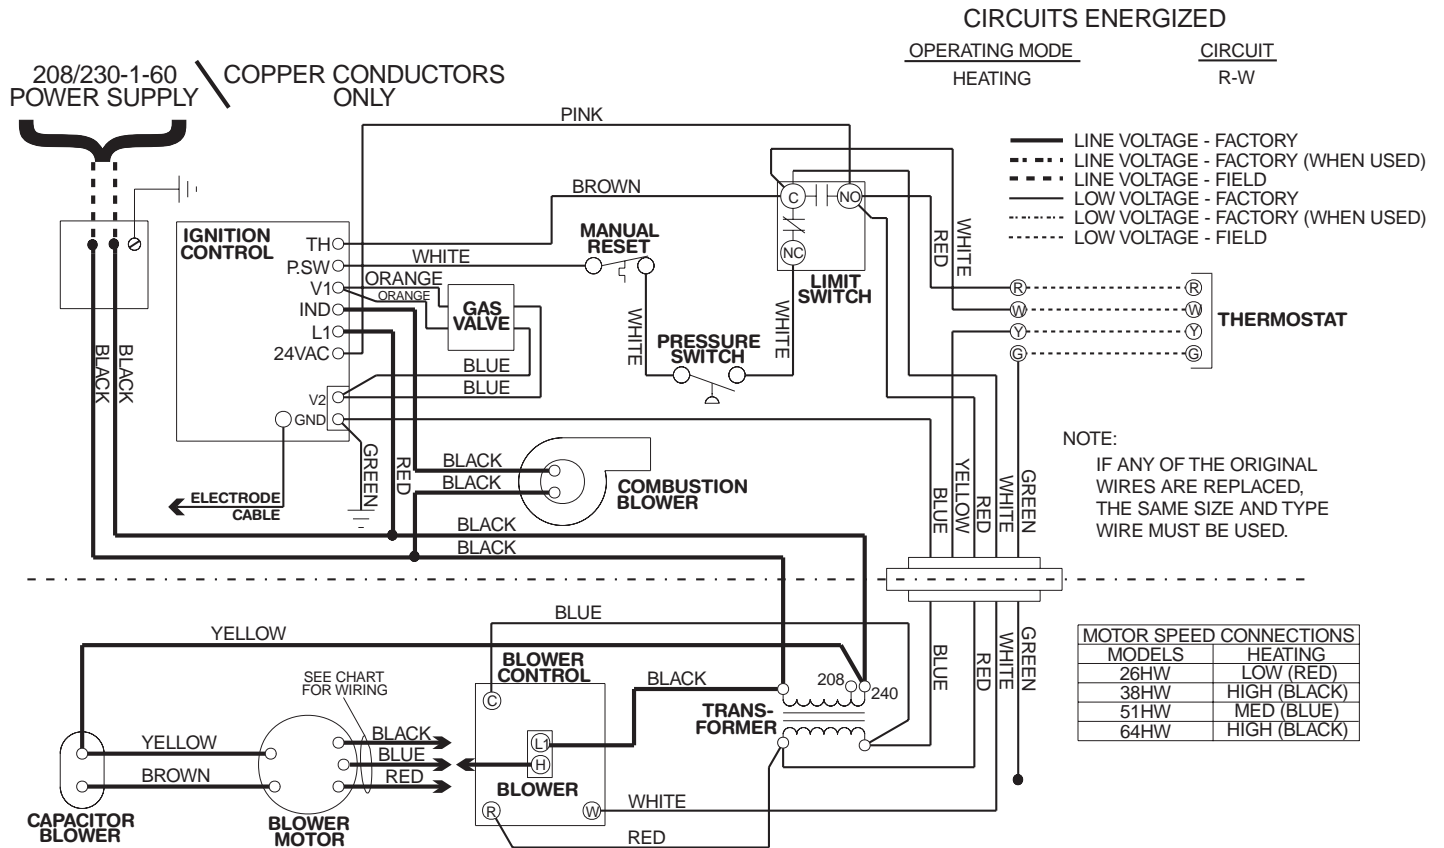 CIRCUITS ENERGIZED
OPERATING MODE CIRCUIT
HEATING R-W
208/230-1-60
POWER SUPPLY
COPPER CONDUCTORS
ONLY
PINK
LINE VOLTAGE - FACTORY
LINE VOLTAGE - FACTORY (WHEN USED)
LINE VOLTAGE - FIELD
LOW VOLTAGE - FACTORY
LOW VOLTAGE - FACTORY (WHEN USED)
LOW VOLTAGE - FIELD
BROWN
C
NO
NC
LIMIT
SWITCH
IGNITION
CONTROL
TH
P.SW
V1
IND
L1
24VAC
V2
GND
WHITE
ORANGE
ORANGE
GAS
VALVE
BLUE
BLUE
MANUAL
RESET
WHITE
PRESSURE
SWITCH
WHITE
RED
WHITE
R
W
Y
G
R
W
Y
G
THERMOSTAT
BLACK
BLACK
GREEN
RED
ELECTRODE
CABLE
BLACK
BLACK
COMBUSTION
BLOWER
BLACK
BLACK
BLUE
YELLOW
RED
WHITE
GREEN
NOTE:
IF ANY OF THE ORIGINAL
WIRES ARE REPLACED,
THE SAME SIZE AND TYPE
WIRE MUST BE USED.
BLUE
YELLOW
SEE CHART
FOR WIRING
BLOWER
CONTROL
C
L1
H
BLOWER
R
W
BLACK
208
240
TRANS-
FORMER
BLUE
RED
WHITE
GREEN
MOTOR SPEED CONNECTIONS
MODELS HEATING
26HW LOW (RED)
38HW HIGH (BLACK)
51HW MED (BLUE)
64HW HIGH (BLACK)
YELLOW
BROWN
BLACK
BLUE
RED
CAPACITOR
BLOWER
BLOWER
MOTOR
WHITE
RED